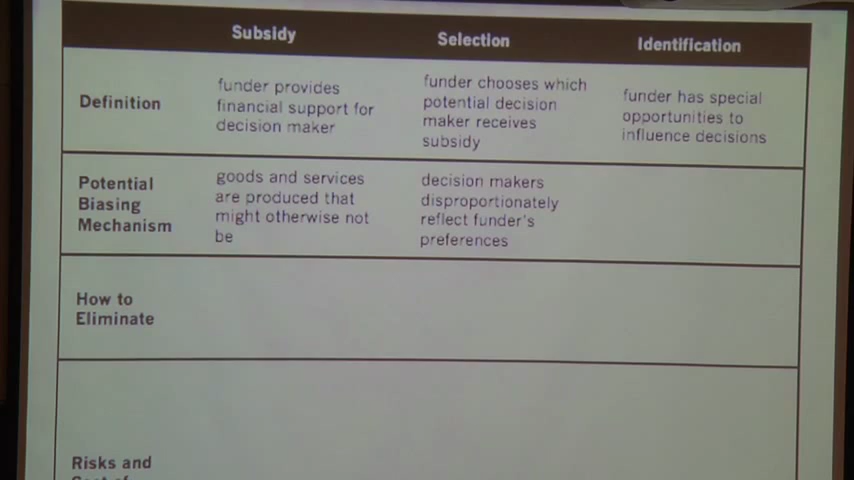 Subsidy
Selection
Identification
Definition
funder provides
financial support for
decision maker
funder chooses which
potential decision
maker receives
subsidy
funder has special
opportunities to
influence decisions
Potential
Biasing
Mechanism
goods and services
are produced that
might otherwise not
be
decision makers
disproportionately
reflect funder's
preferences
How to
Eliminate
Risks and